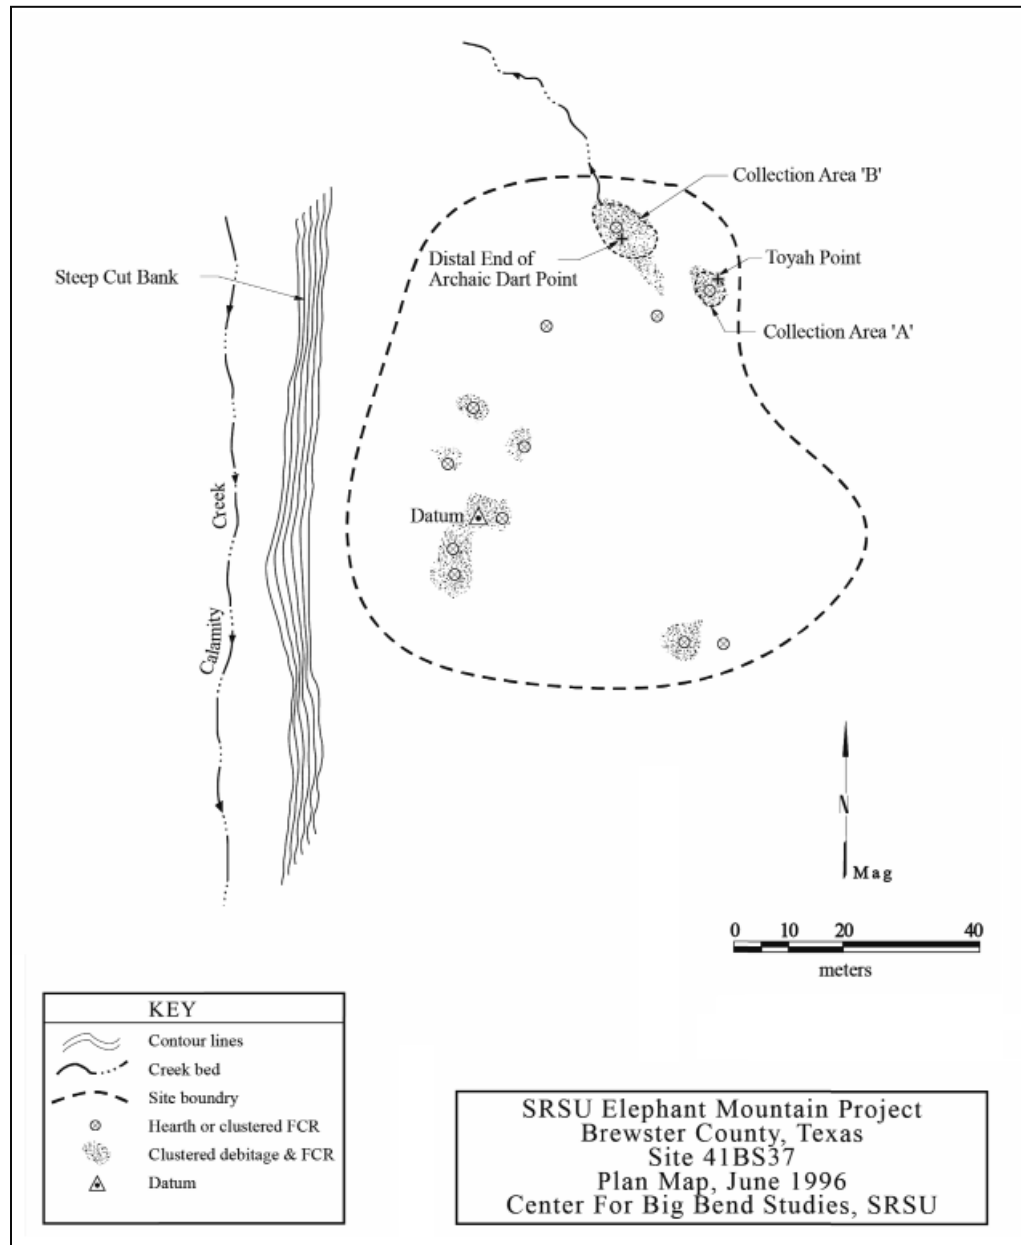 Collection Area 'B'
Distal End of
Archaic Dart Point
Toyah Point
Steep Cut Bank
Collection Area 'A'
Datum
Creek
Calamity
N
Mag
0 10 20 40
meters
KEY
Contour lines
Creek bed
Site boundry
Hearth or clustered FCR
Clustered debitage & FCR
Datum
SRSU Elephant Mountain Project
Brewster County, Texas
Site 41BS37
Plan Map, June 1996
Center For Big Bend Studies, SRSU